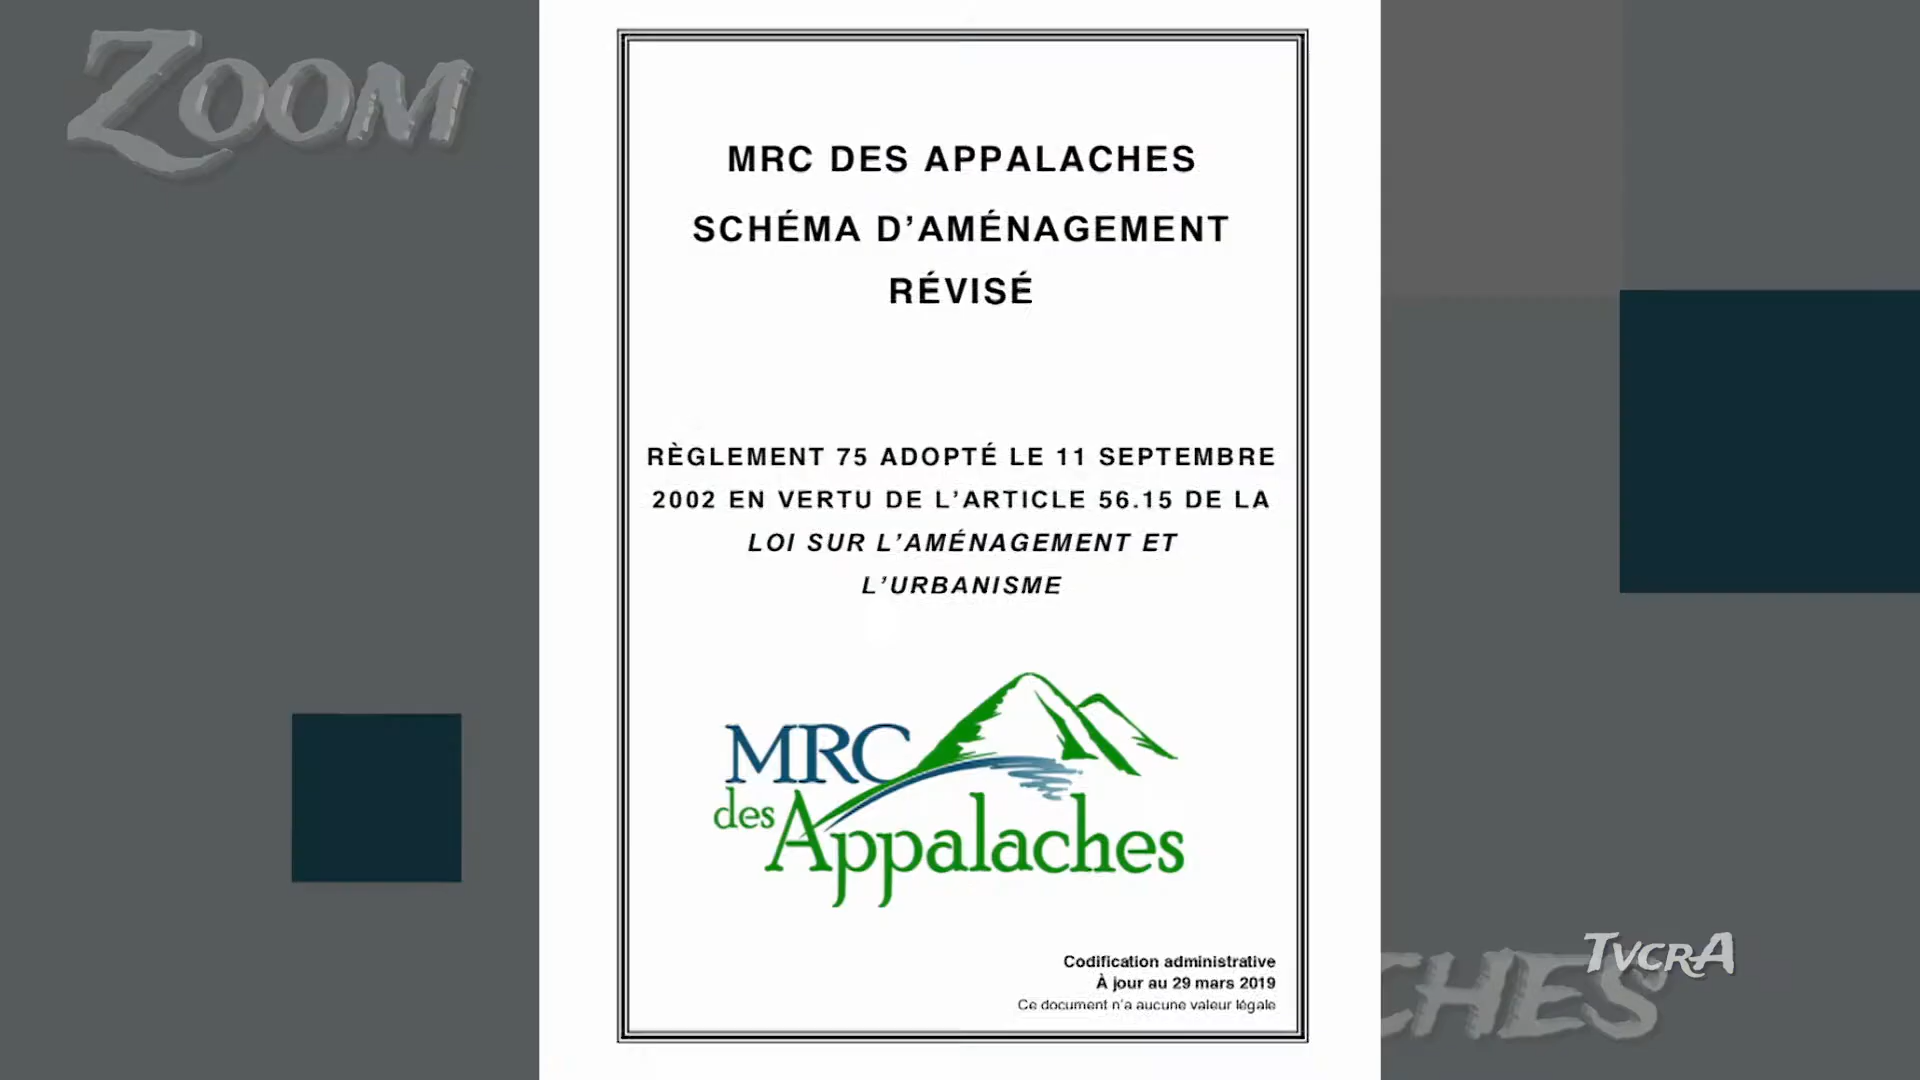 ZOOM
MRC DES APPALACHES
SCHÉMA D'AMÉNAGEMENT
RÉVISÉ
RÈGLEMENT 75 ADOPTÉ LE 11 SEPTEMBRE
2002 EN VERTU DE L'ARTICLE 56.15 DE LA
LOI SUR L'AMÉNAGEMENT ET
L'URBANISME
MRC
des Appalaches
Codification administrative
À jour au 29 mars 2019
Ce document n'a aucune valeur légale
TVCRA
CHES